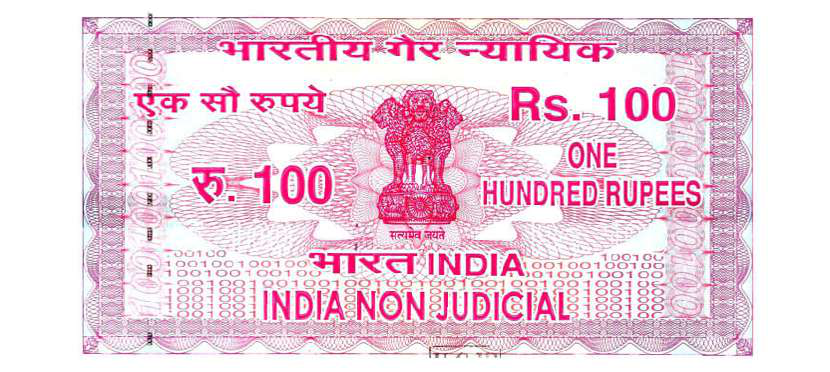 भारतीय गैर न्यायिक
एक सौ रुपये
Rs. 100
रु. 100
ONE
HUNDRED RUPEES
सत्यमेव जयते
भारत INDIA
INDIA NON JUDICIAL